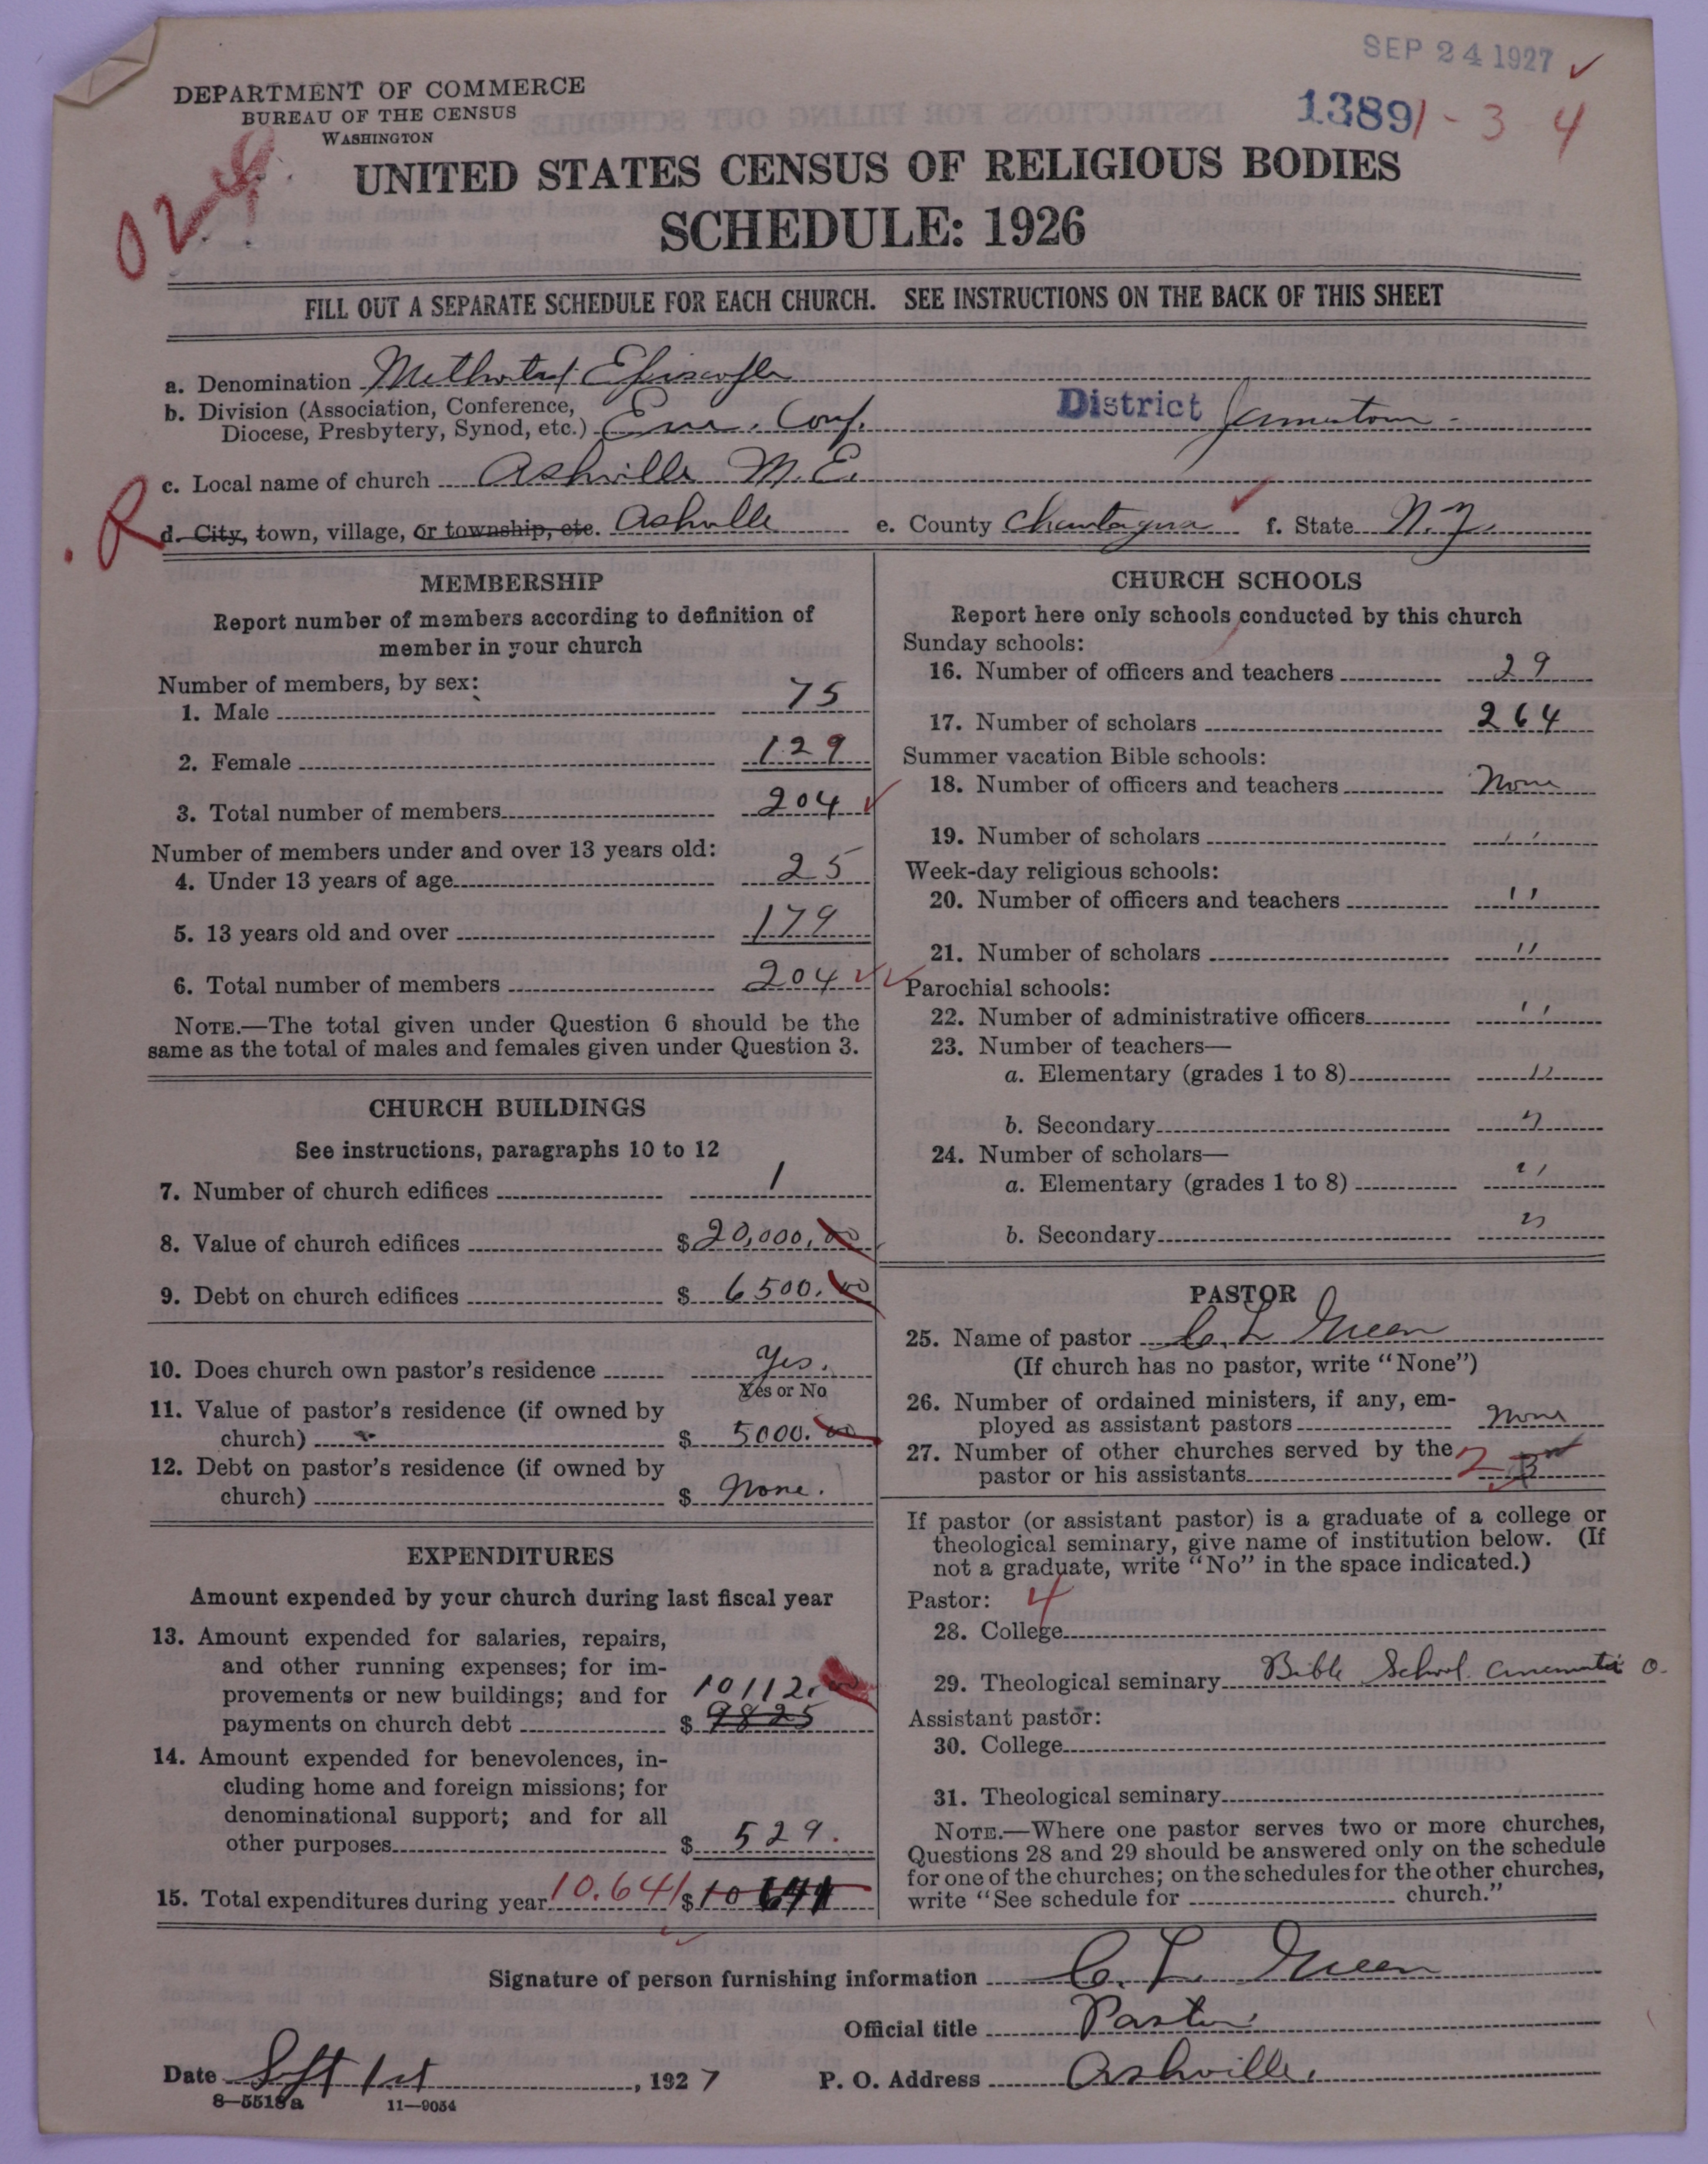 SEP 24 1927 ✓
DEPARTMENT OF COMMERCE
BUREAU OF THE CENSUS
WASHINGTON
1389 1 - 3 4
UNITED STATES CENSUS OF RELIGIOUS BODIES
SCHEDULE: 1926
FILL OUT A SEPARATE SCHEDULE FOR EACH CHURCH. SEE INSTRUCTIONS ON THE BACK OF THIS SHEET
a. Denomination Methodist Episcopal
b. Division (Association, Conference,
Diocese, Presbytery, Synod, etc.) Conf. District Jamestown
c. Local name of church Ashville M.E.
R
d. City, town, village, or township, etc. Ashville e. County Chautauqua f. State N.Y.
MEMBERSHIP
Report number of members according to definition of
member in your church
Number of members, by sex:
1. Male 75
2. Female 129
3. Total number of members 204
Number of members under and over 13 years old:
4. Under 13 years of age 25
5. 13 years old and over 179
6. Total number of members 204
NOTE.—The total given under Question 6 should be the
same as the total of males and females given under Question 3.
CHURCH BUILDINGS
See instructions, paragraphs 10 to 12
7. Number of church edifices 1
8. Value of church edifices $20,000.00
9. Debt on church edifices $6500.00
10. Does church own pastor's residence Yes.
Yes or No
11. Value of pastor's residence (if owned by
church) $5000.00
12. Debt on pastor's residence (if owned by
church) $None.
EXPENDITURES
Amount expended by your church during last fiscal year
13. Amount expended for salaries, repairs,
and other running expenses; for im-
provements or new buildings; and for 10112.00
payments on church debt $9825
14. Amount expended for benevolences, in-
cluding home and foreign missions; for
denominational support; and for all
other purposes $529.
15. Total expenditures during year 10.641 $10 641
CHURCH SCHOOLS
Report here only schools conducted by this church
Sunday schools:
16. Number of officers and teachers 29
17. Number of scholars 264
Summer vacation Bible schools:
18. Number of officers and teachers None
19. Number of scholars "
Week-day religious schools:
20. Number of officers and teachers "
21. Number of scholars "
Parochial schools:
22. Number of administrative officers "
23. Number of teachers—
a. Elementary (grades 1 to 8) "
b. Secondary "
24. Number of scholars—
a. Elementary (grades 1 to 8) "
b. Secondary "
PASTOR
25. Name of pastor C. L. Green
(If church has no pastor, write "None")
26. Number of ordained ministers, if any, em-
ployed as assistant pastors None
27. Number of other churches served by the
pastor or his assistants 2 3
If pastor (or assistant pastor) is a graduate of a college or
theological seminary, give name of institution below. (If
not a graduate, write "No" in the space indicated.)
Pastor: 4
28. College
29. Theological seminary Bible School. Cincinnati O.
Assistant pastor:
30. College
31. Theological seminary
NOTE.—Where one pastor serves two or more churches,
Questions 28 and 29 should be answered only on the schedule
for one of the churches; on the schedules for the other churches,
write "See schedule for church."
Signature of person furnishing information C. L. Green
Official title Pastor
Date Sept 1st, 1927 P. O. Address Ashville.
8—5518a 11—9054